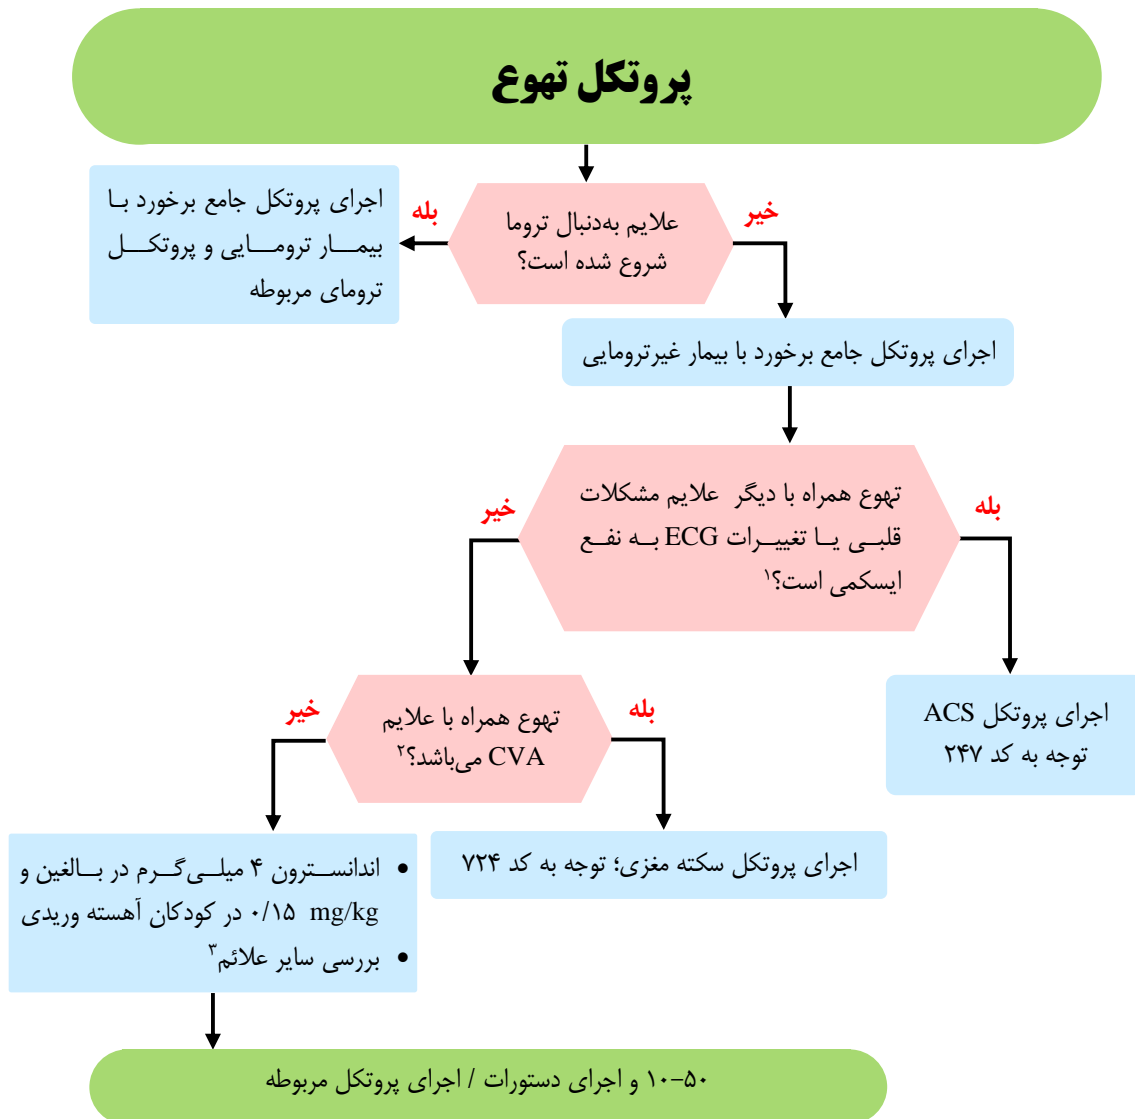 پروتکل تهوع
علایم به‌دنبال تروما
شروع شده است؟
بله
خیر
اجرای پروتکل جامع برخورد با
بیمار ترومایی و پروتکل
ترومای مربوطه
اجرای پروتکل جامع برخورد با بیمار غیرترومایی
تهوع همراه با دیگر علایم مشکلات
قلبی یا تغییرات ECG به نفع
ایسکمی است؟۱
بله
خیر
اجرای پروتکل ACS
توجه به کد ۲۴۷
تهوع همراه با علایم
CVA می‌باشد؟۲
بله
خیر
اجرای پروتکل سکته مغزی؛ توجه به کد ۷۲۴
• اندانسترون ۴ میلی‌گرم در بالغین و
۰/۱۵ mg/kg در کودکان آهسته وریدی
• بررسی سایر علائم۳
۱۰-۵۰ و اجرای دستورات / اجرای پروتکل مربوطه